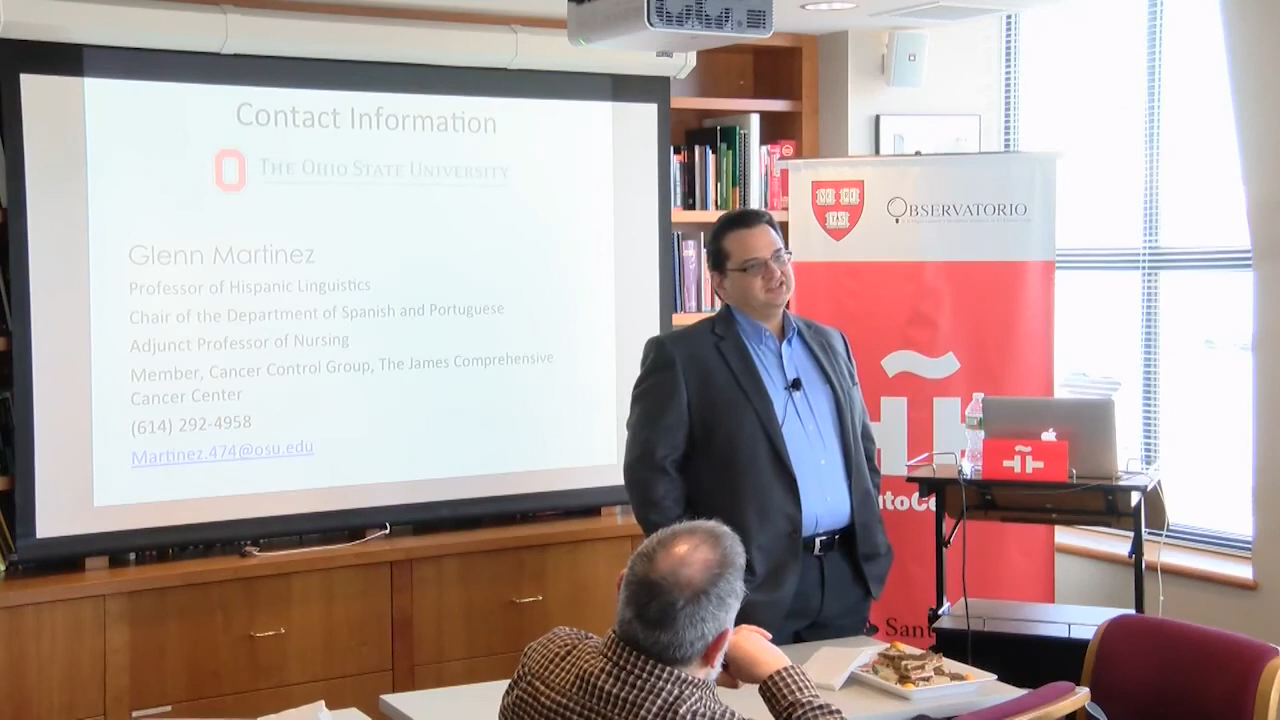 Contact Information
THE OHIO STATE UNIVERSITY
Glenn Martinez
Professor of Hispanic Linguistics
Chair of the Department of Spanish and Portuguese
Adjunct Professor of Nursing
Member, Cancer Control Group, The James Comprehensive
Cancer Center
(614) 292-4958
Martinez.474@osu.edu
OBSERVATORIO
Sant